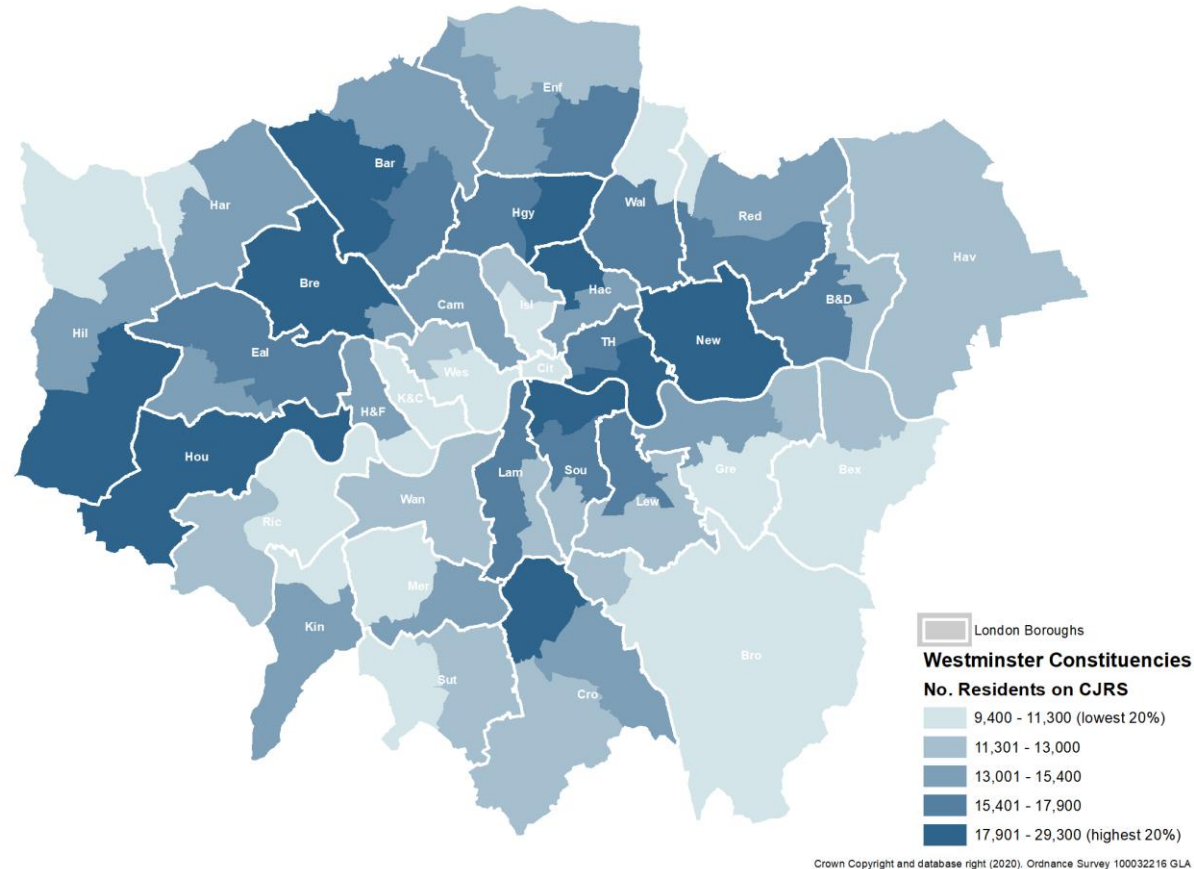 Enf
Bar
Har
Hgy
Wal
Red
Hav
Bre
Cam
Isl
Hac
B&D
Hil
Eal
TH
New
Wes
Cit
K&C
H&F
Hou
Lam
Sou
Gre
Bex
Wan
Lew
Ric
Mer
Kin
Bro
Sut
Cro
London Boroughs
Westminster Constituencies
No. Residents on CJRS
9,400 - 11,300 (lowest 20%)
11,301 - 13,000
13,001 - 15,400
15,401 - 17,900
17,901 - 29,300 (highest 20%)
Crown Copyright and database right (2020). Ordnance Survey 100032216 GLA